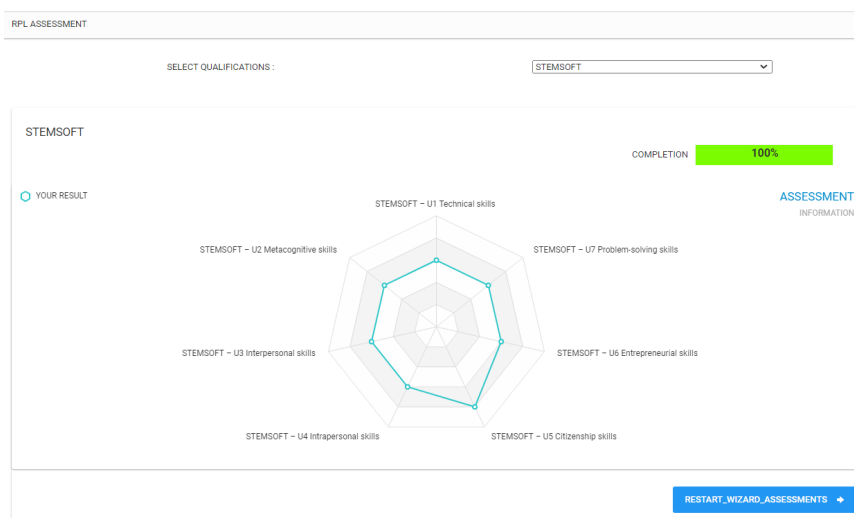 RPL ASSESSMENT
SELECT QUALIFICATIONS :
STEMSOFT
STEMSOFT
COMPLETION
100%
YOUR RESULT
ASSESSMENT
INFORMATION
STEMSOFT – U1 Technical skills
STEMSOFT – U2 Metacognitive skills
STEMSOFT – U7 Problem-solving skills
STEMSOFT – U3 Interpersonal skills
STEMSOFT – U6 Entrepreneurial skills
STEMSOFT – U4 Intrapersonal skills
STEMSOFT – U5 Citizenship skills
RESTART_WIZARD_ASSESSMENTS